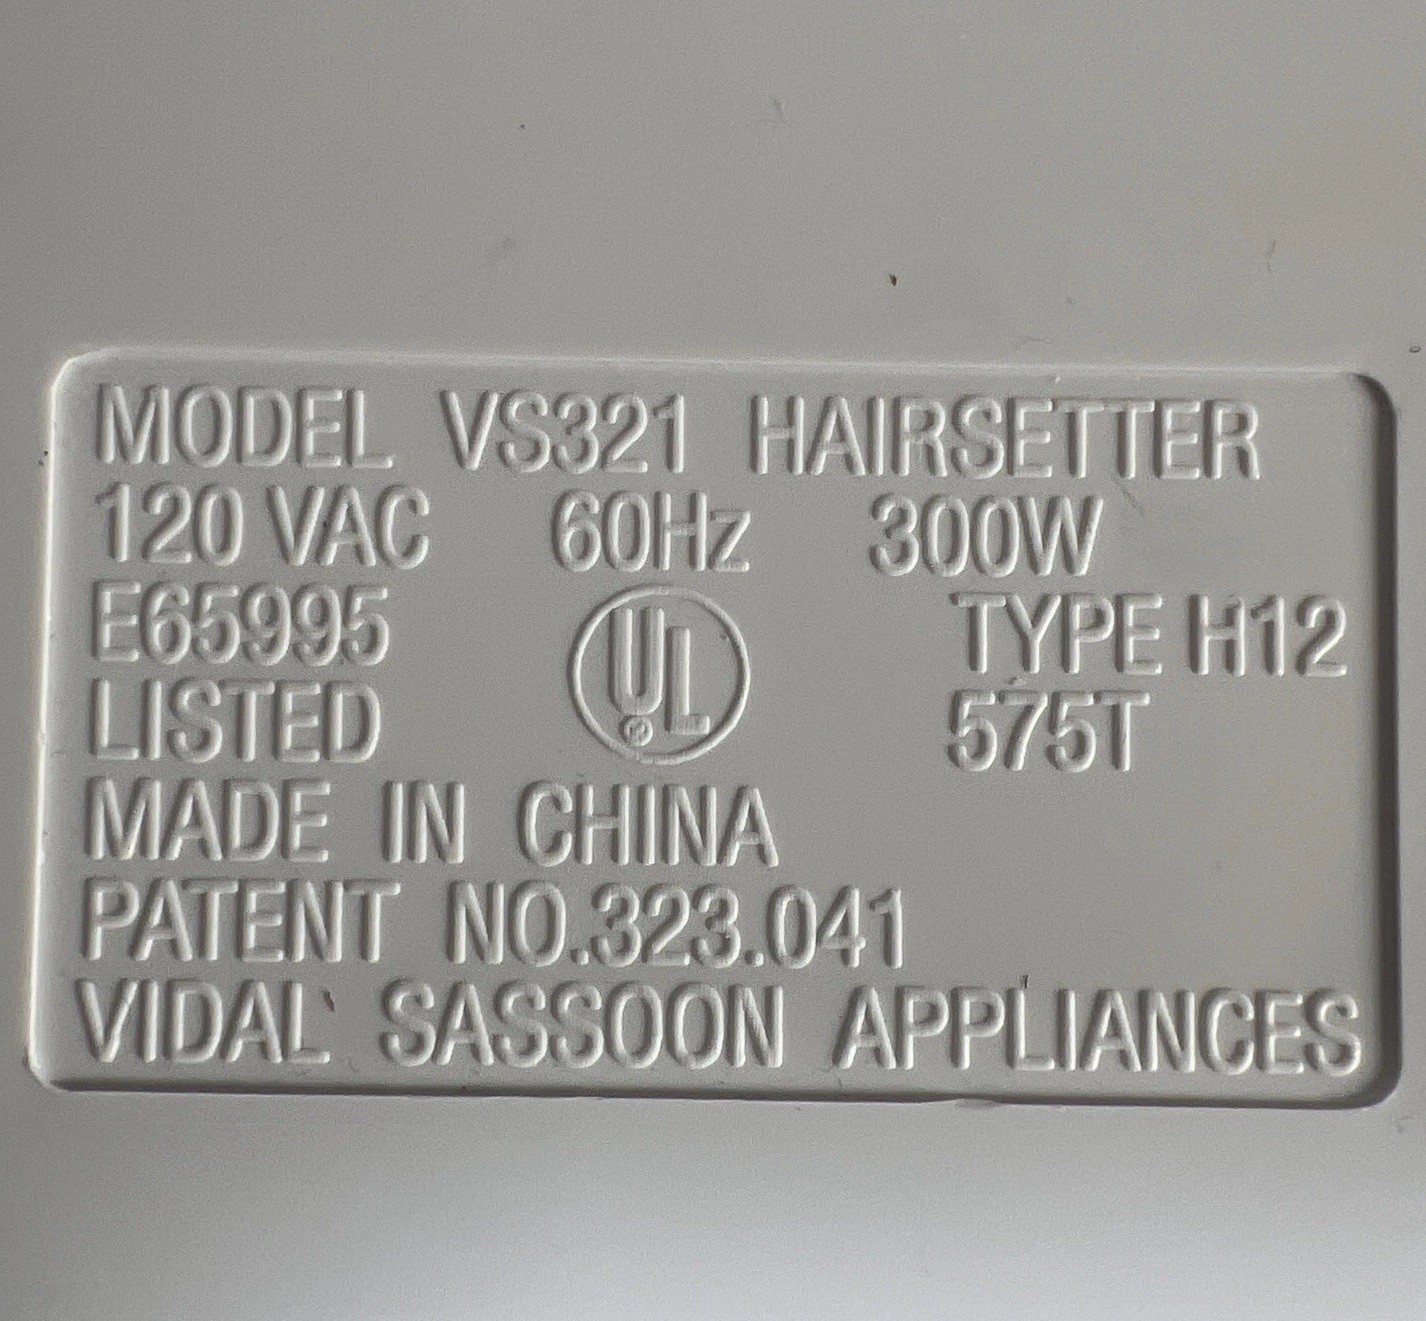 MODEL VS321 HAIRSETTER
120 VAC 60Hz 300W
E65995 TYPE H12
LISTED UL® 575T
MADE IN CHINA
PATENT NO.323.041
VIDAL SASSOON APPLIANCES